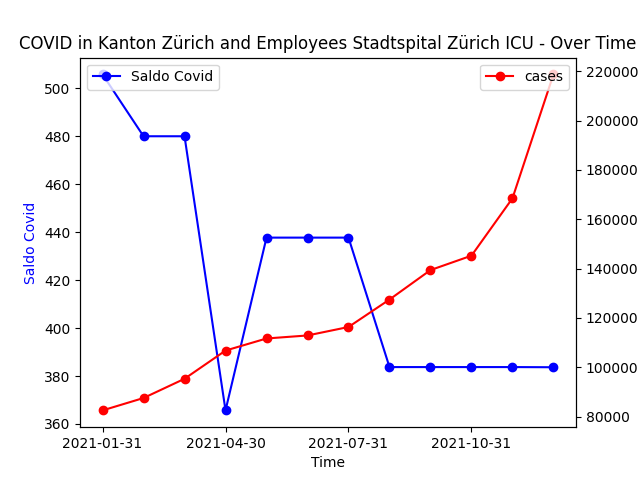 COVID in Kanton Zürich and Employees Stadtspital Zürich ICU - Over Time
Saldo Covid
cases
500
480
460
440
420
400
380
360
Saldo Covid
220000
200000
180000
160000
140000
120000
100000
80000
2021-01-31 2021-04-30 2021-07-31 2021-10-31
Time